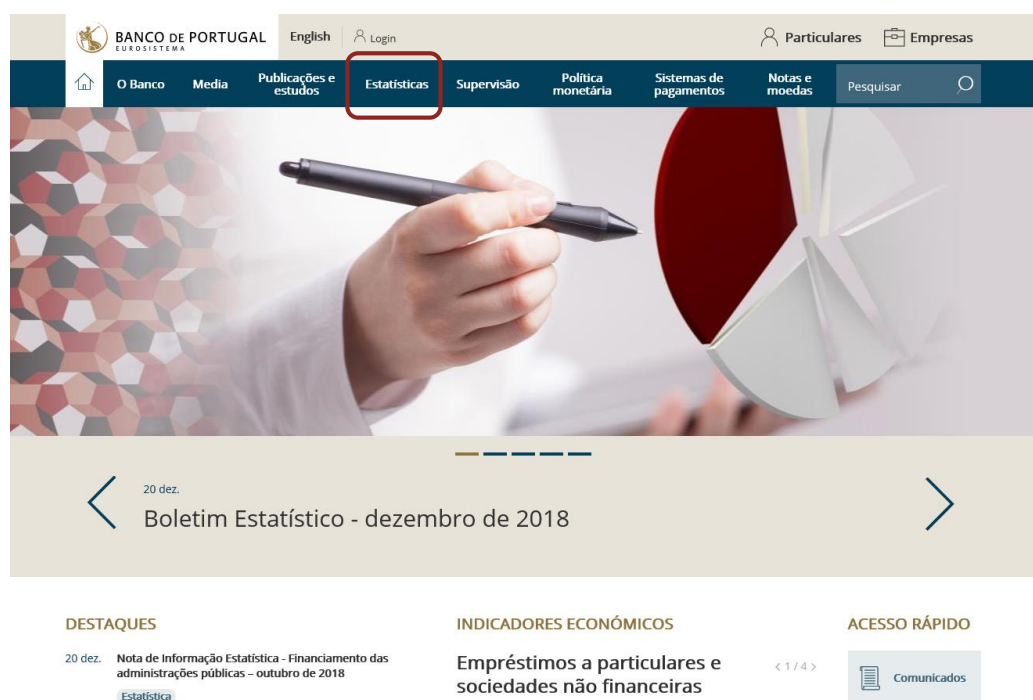 BANCO DE PORTUGAL
EUROSISTEMA
English
Login
Particulares
Empresas
O Banco
Media
Publicações e
estudos
Estatísticas
Supervisão
Política
monetária
Sistemas de
pagamentos
Notas e
moedas
Pesquisar
20 dez.
Boletim Estatístico - dezembro de 2018
DESTAQUES
20 dez.
Nota de Informação Estatística - Financiamento das
administrações públicas – outubro de 2018
Estatística
INDICADORES ECONÓMICOS
Empréstimos a particulares e
sociedades não financeiras
< 1 / 4 >
ACESSO RÁPIDO
Comunicados